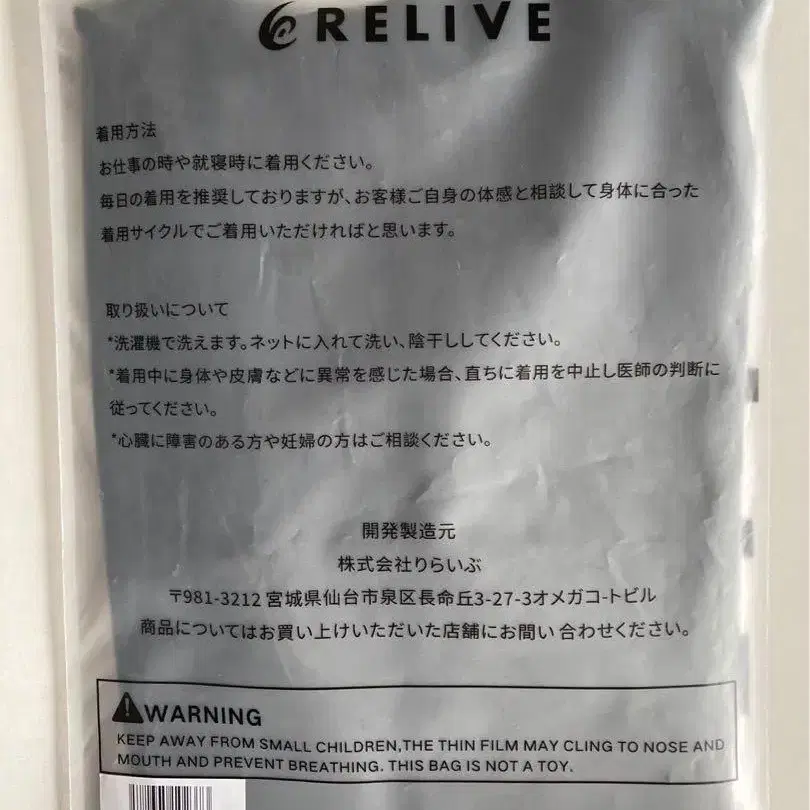 RELIVE
着用方法
お仕事の時や就寝時に着用ください。
毎日の着用を推奨しておりますが、お客様ご自身の体感と相談して身体に合った
着用サイクルでご着用いただければと思います。
取り扱いについて
*洗濯機で洗えます。ネットに入れて洗い、陰干ししてください。
*着用中に身体や皮膚などに異常を感じた場合、直ちに着用を中止し医師の判断に
従ってください。
*心臓に障害のある方や妊婦の方はご相談ください。
開発製造元
株式会社りらいぶ
〒981-3212 宮城県仙台市泉区長命丘3-27-3オメガコートビル
商品についてはお買い上げいただいた店舗にお問い合わせください。
WARNING
KEEP AWAY FROM SMALL CHILDREN,THE THIN FILM MAY CLING TO NOSE AND
MOUTH AND PREVENT BREATHING. THIS BAG IS NOT A TOY.